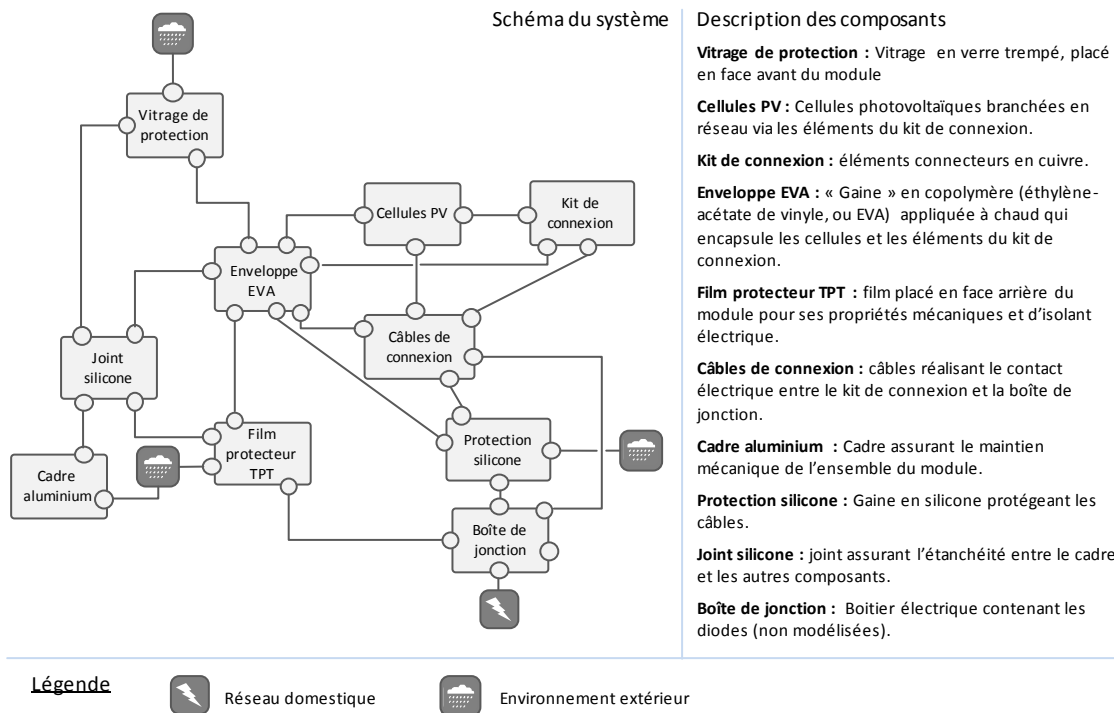 Schéma du système
Vitrage de
protection
Cellules PV
Kit de
connexion
Enveloppe
EVA
Câbles de
connexion
Joint
silicone
Film
protecteur
TPT
Protection
silicone
Cadre
aluminium
Boîte de
jonction
Description des composants
Vitrage de protection : Vitrage en verre trempé, placé
en face avant du module
Cellules PV : Cellules photovoltaïques branchées en
réseau via les éléments du kit de connexion.
Kit de connexion : éléments connecteurs en cuivre.
Enveloppe EVA : « Gaine » en copolymère (éthylène-
acétate de vinyle, ou EVA) appliquée à chaud qui
encapsule les cellules et les éléments du kit de
connexion.
Film protecteur TPT : film placé en face arrière du
module pour ses propriétés mécaniques et d'isolant
électrique.
Câbles de connexion : câbles réalisant le contact
électrique entre le kit de connexion et la boîte de
jonction.
Cadre aluminium : Cadre assurant le maintien
mécanique de l'ensemble du module.
Protection silicone : Gaine en silicone protégeant les
câbles.
Joint silicone : joint assurant l'étanchéité entre le cadre
et les autres composants.
Boîte de jonction : Boitier électrique contenant les
diodes (non modélisées).
Légende
Réseau domestique
Environnement extérieur